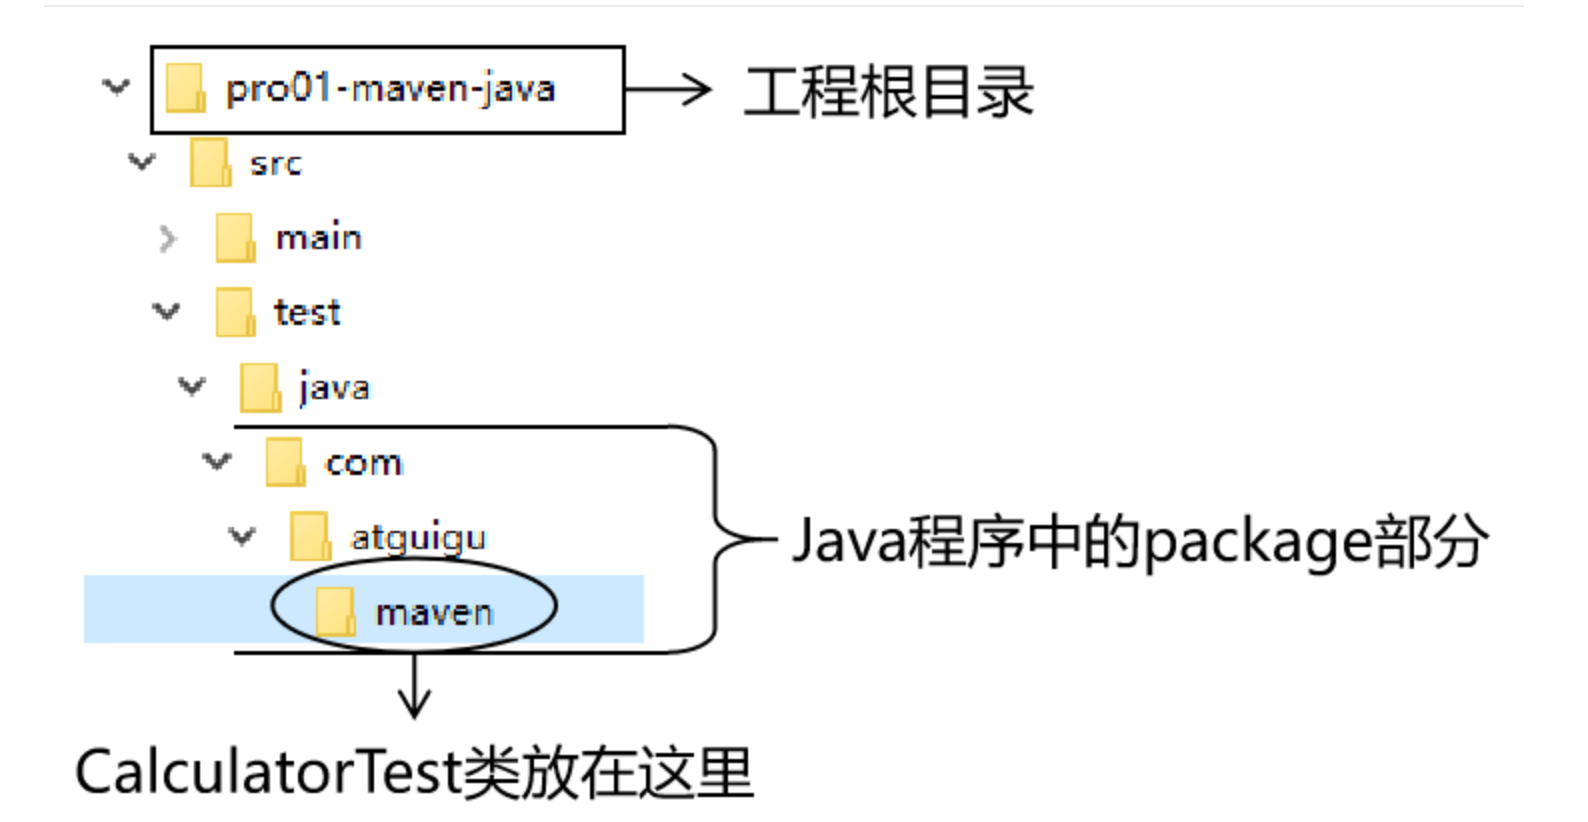 pro01-maven-java
工程根目录
src
main
test
java
com
atguigu
Java程序中的package部分
maven
CalculatorTest类放在这里